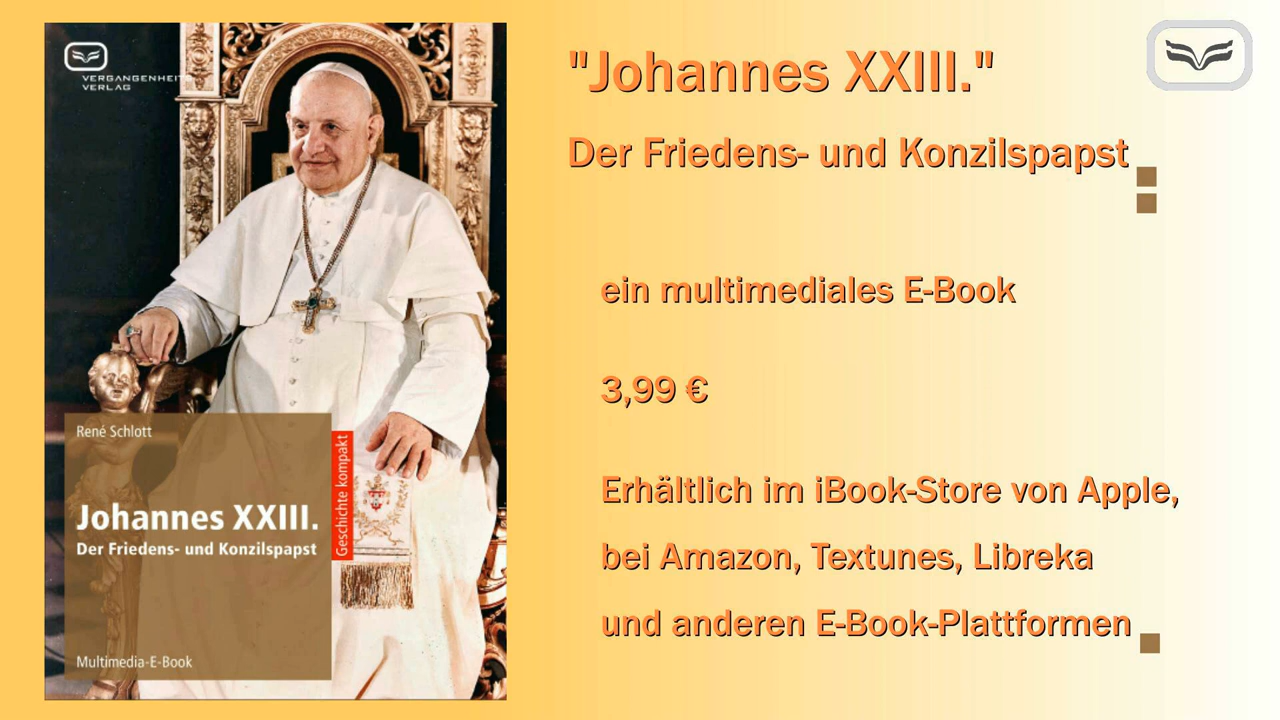 VERGANGENHEITS
VERLAG
René Schlott
Johannes XXIII.
Der Friedens- und Konzilspapst
Multimedia-E-Book
Geschichte kompakt
"Johannes XXIII."
Der Friedens- und Konzilspapst
ein multimediales E-Book
3,99 €
Erhältlich im iBook-Store von Apple,
bei Amazon, Textunes, Libreka
und anderen E-Book-Plattformen